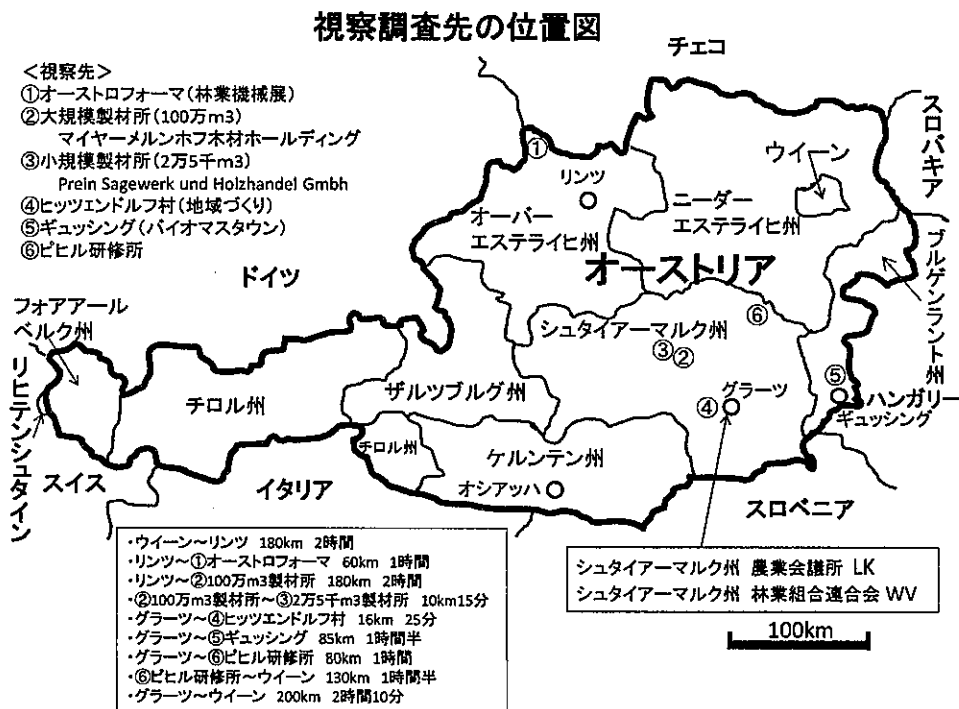 視察調査先の位置図
<視察先>
①オーストロフォーマ(林業機械展)
②大規模製材所(100万m3)
マイヤーメルンホフ木材ホールディング
③小規模製材所(2万5千m3)
Prein Sagewerk und Holzhandel Gmbh
④ヒッツエンドルフ村(地域づくり)
⑤ギュッシング(バイオマスタウン)
⑥ピヒル研修所
チェコ
スロバキア
ウイーン
①
リンツ
オーバー
エステライヒ州
ニーダー
エステライヒ州
オーストリア
ブルゲンラント州
ドイツ
フォアアール
ベルク州
リヒテンシュタイン
チロル州
ザルツブルグ州
シュタイアーマルク州
⑥
③②
④
グラーツ
⑤
ハンガリー
ギュッシング
チロル州
ケルンテン州
オシアッハ
スイス
イタリア
スロベニア
・ウイーン～リンツ 180km 2時間
・リンツ～①オーストロフォーマ 60km 1時間
・リンツ～②100万m3製材所 180km 2時間
・②100万m3製材所～③2万5千m3製材所 10km15分
・グラーツ～④ヒッツエンドルフ村 16km 25分
・グラーツ～⑤ギュッシング 85km 1時間半
・グラーツ～⑥ピヒル研修所 80km 1時間
・⑥ピヒル研修所～ウイーン 130km 1時間半
・グラーツ～ウイーン 200km 2時間10分
シュタイアーマルク州 農業会議所 LK
シュタイアーマルク州 林業組合連合会 WV
100km